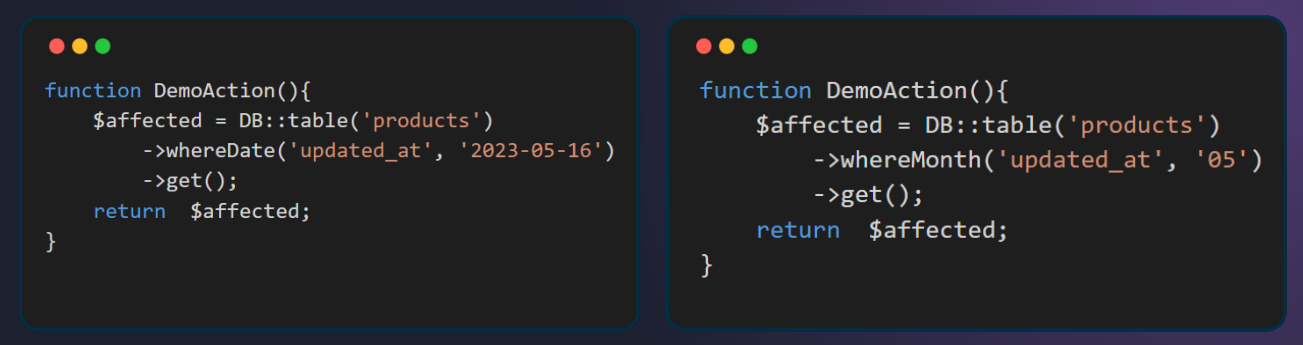 function DemoAction(){
    $affected = DB::table('products')
        ->whereDate('updated_at', '2023-05-16')
        ->get();
    return  $affected;
}
function DemoAction(){
    $affected = DB::table('products')
        ->whereMonth('updated_at', '05')
        ->get();
    return  $affected;
}